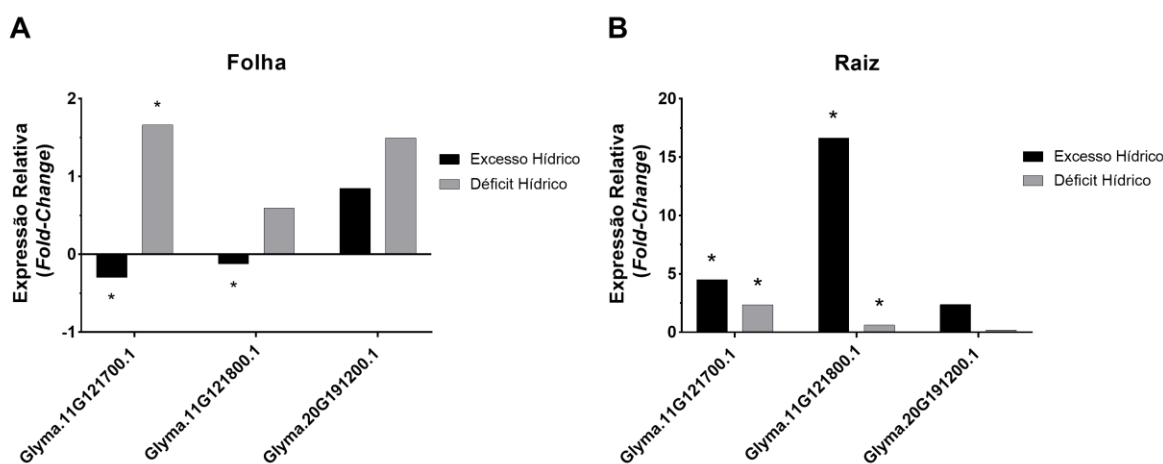 A
Folha
Expressão Relativa
(Fold-Change)
2
1
0
-1
*
*
*
Excesso Hídrico
Déficit Hídrico
Glyma.11G121700.1
Glyma.11G121800.1
Glyma.20G191200.1
B
Raiz
Expressão Relativa
(Fold-Change)
20
15
10
5
0
*
*
*
*
Excesso Hídrico
Déficit Hídrico
Glyma.11G121700.1
Glyma.11G121800.1
Glyma.20G191200.1